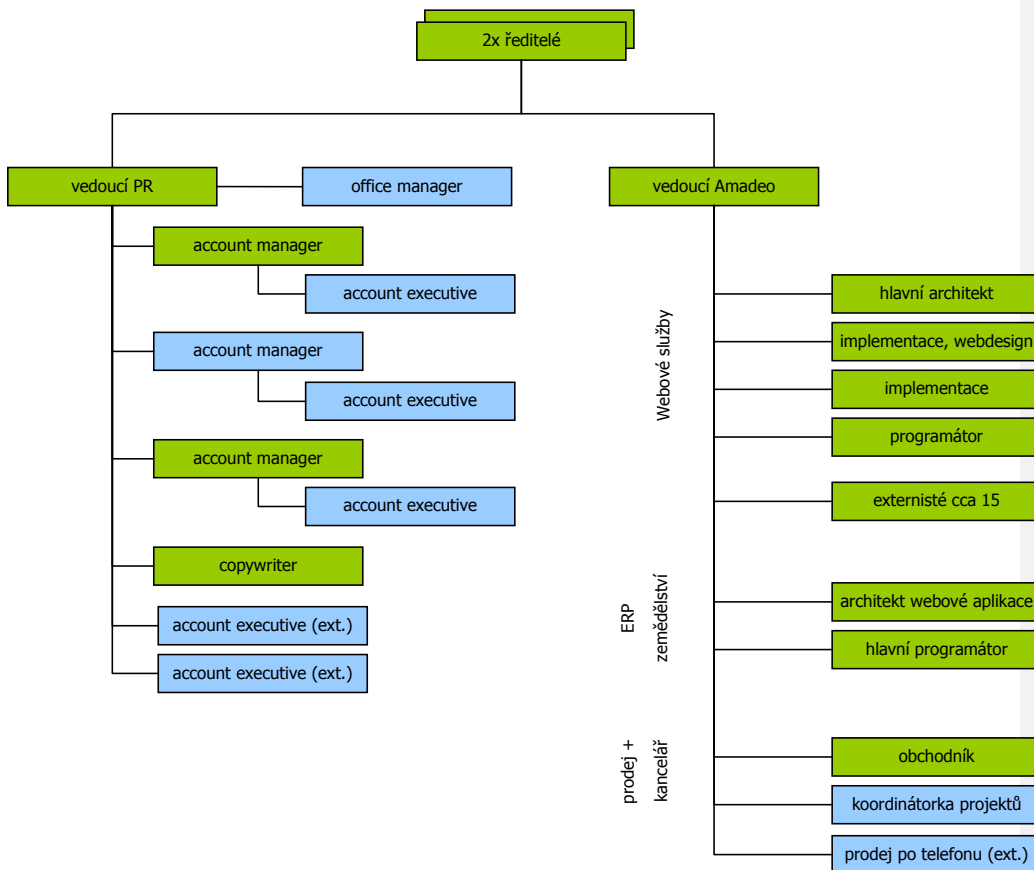 2x ředitelé
vedoucí PR
office manager
account manager
account executive
account manager
account executive
account manager
account executive
copywriter
account executive (ext.)
account executive (ext.)
vedoucí Amadeo
Webové služby
hlavní architekt
implementace, webdesign
implementace
programátor
externisté cca 15
ERP
zemědělství
architekt webové aplikace
hlavní programátor
prodej +
kancelář
obchodník
koordinátorka projektů
prodej po telefonu (ext.)